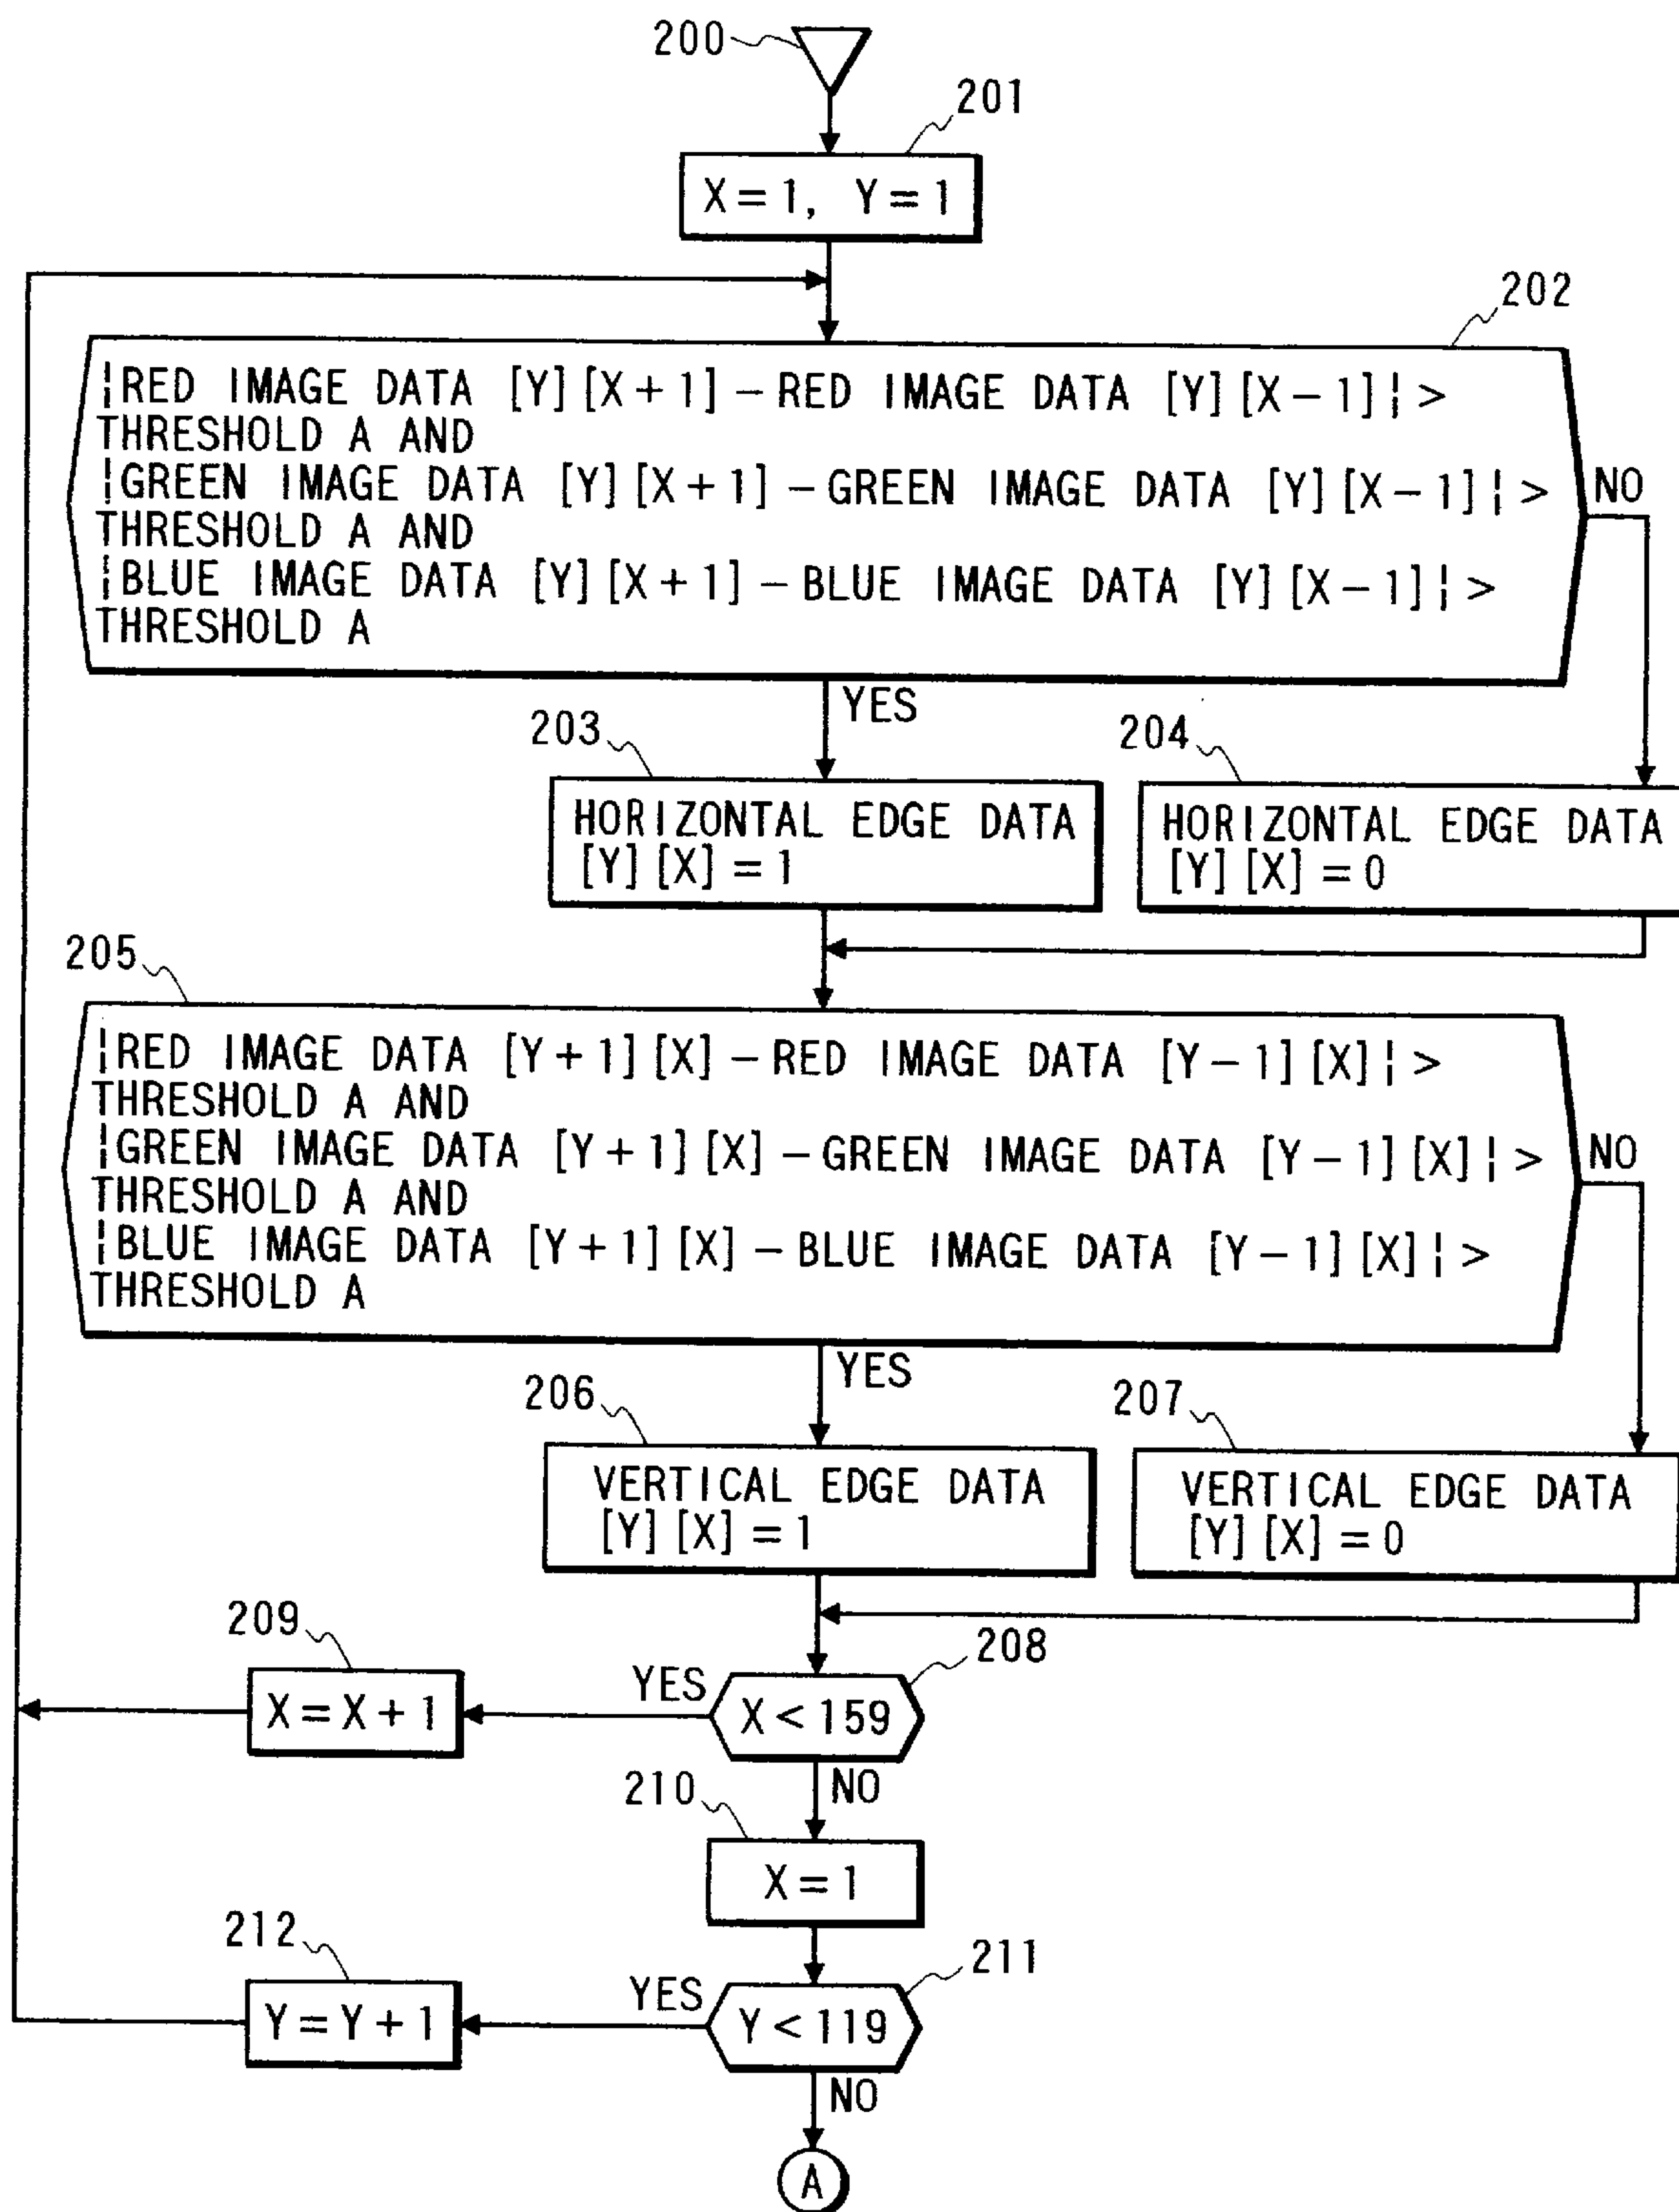 200
201
X = 1, Y = 1
202
|RED IMAGE DATA [Y] [X + 1] – RED IMAGE DATA [Y] [X – 1] | >
THRESHOLD A AND
|GREEN IMAGE DATA [Y] [X + 1] – GREEN IMAGE DATA [Y] [X – 1] | >
THRESHOLD A AND
|BLUE IMAGE DATA [Y] [X + 1] – BLUE IMAGE DATA [Y] [X – 1] | >
THRESHOLD A
NO
YES
203
HORIZONTAL EDGE DATA
[Y] [X] = 1
204
HORIZONTAL EDGE DATA
[Y] [X] = 0
205
|RED IMAGE DATA [Y + 1] [X] – RED IMAGE DATA [Y – 1] [X] | >
THRESHOLD A AND
|GREEN IMAGE DATA [Y + 1] [X] – GREEN IMAGE DATA [Y – 1] [X] | >
THRESHOLD A AND
|BLUE IMAGE DATA [Y + 1] [X] – BLUE IMAGE DATA [Y – 1] [X] | >
THRESHOLD A
NO
YES
206
VERTICAL EDGE DATA
[Y] [X] = 1
207
VERTICAL EDGE DATA
[Y] [X] = 0
208
X < 159
YES
209
X = X + 1
NO
210
X = 1
211
Y < 119
YES
212
Y = Y + 1
NO
A